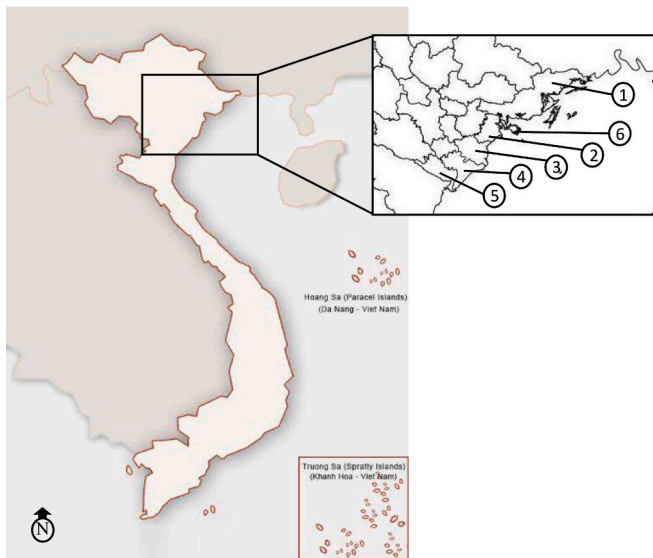 1
6
2
3
4
5
Hoang Sa (Paracel Islands)
(Da Nang - Viet Nam)
Truong Sa (Spratly Islands)
(Khanh Hoa - Viet Nam)
N